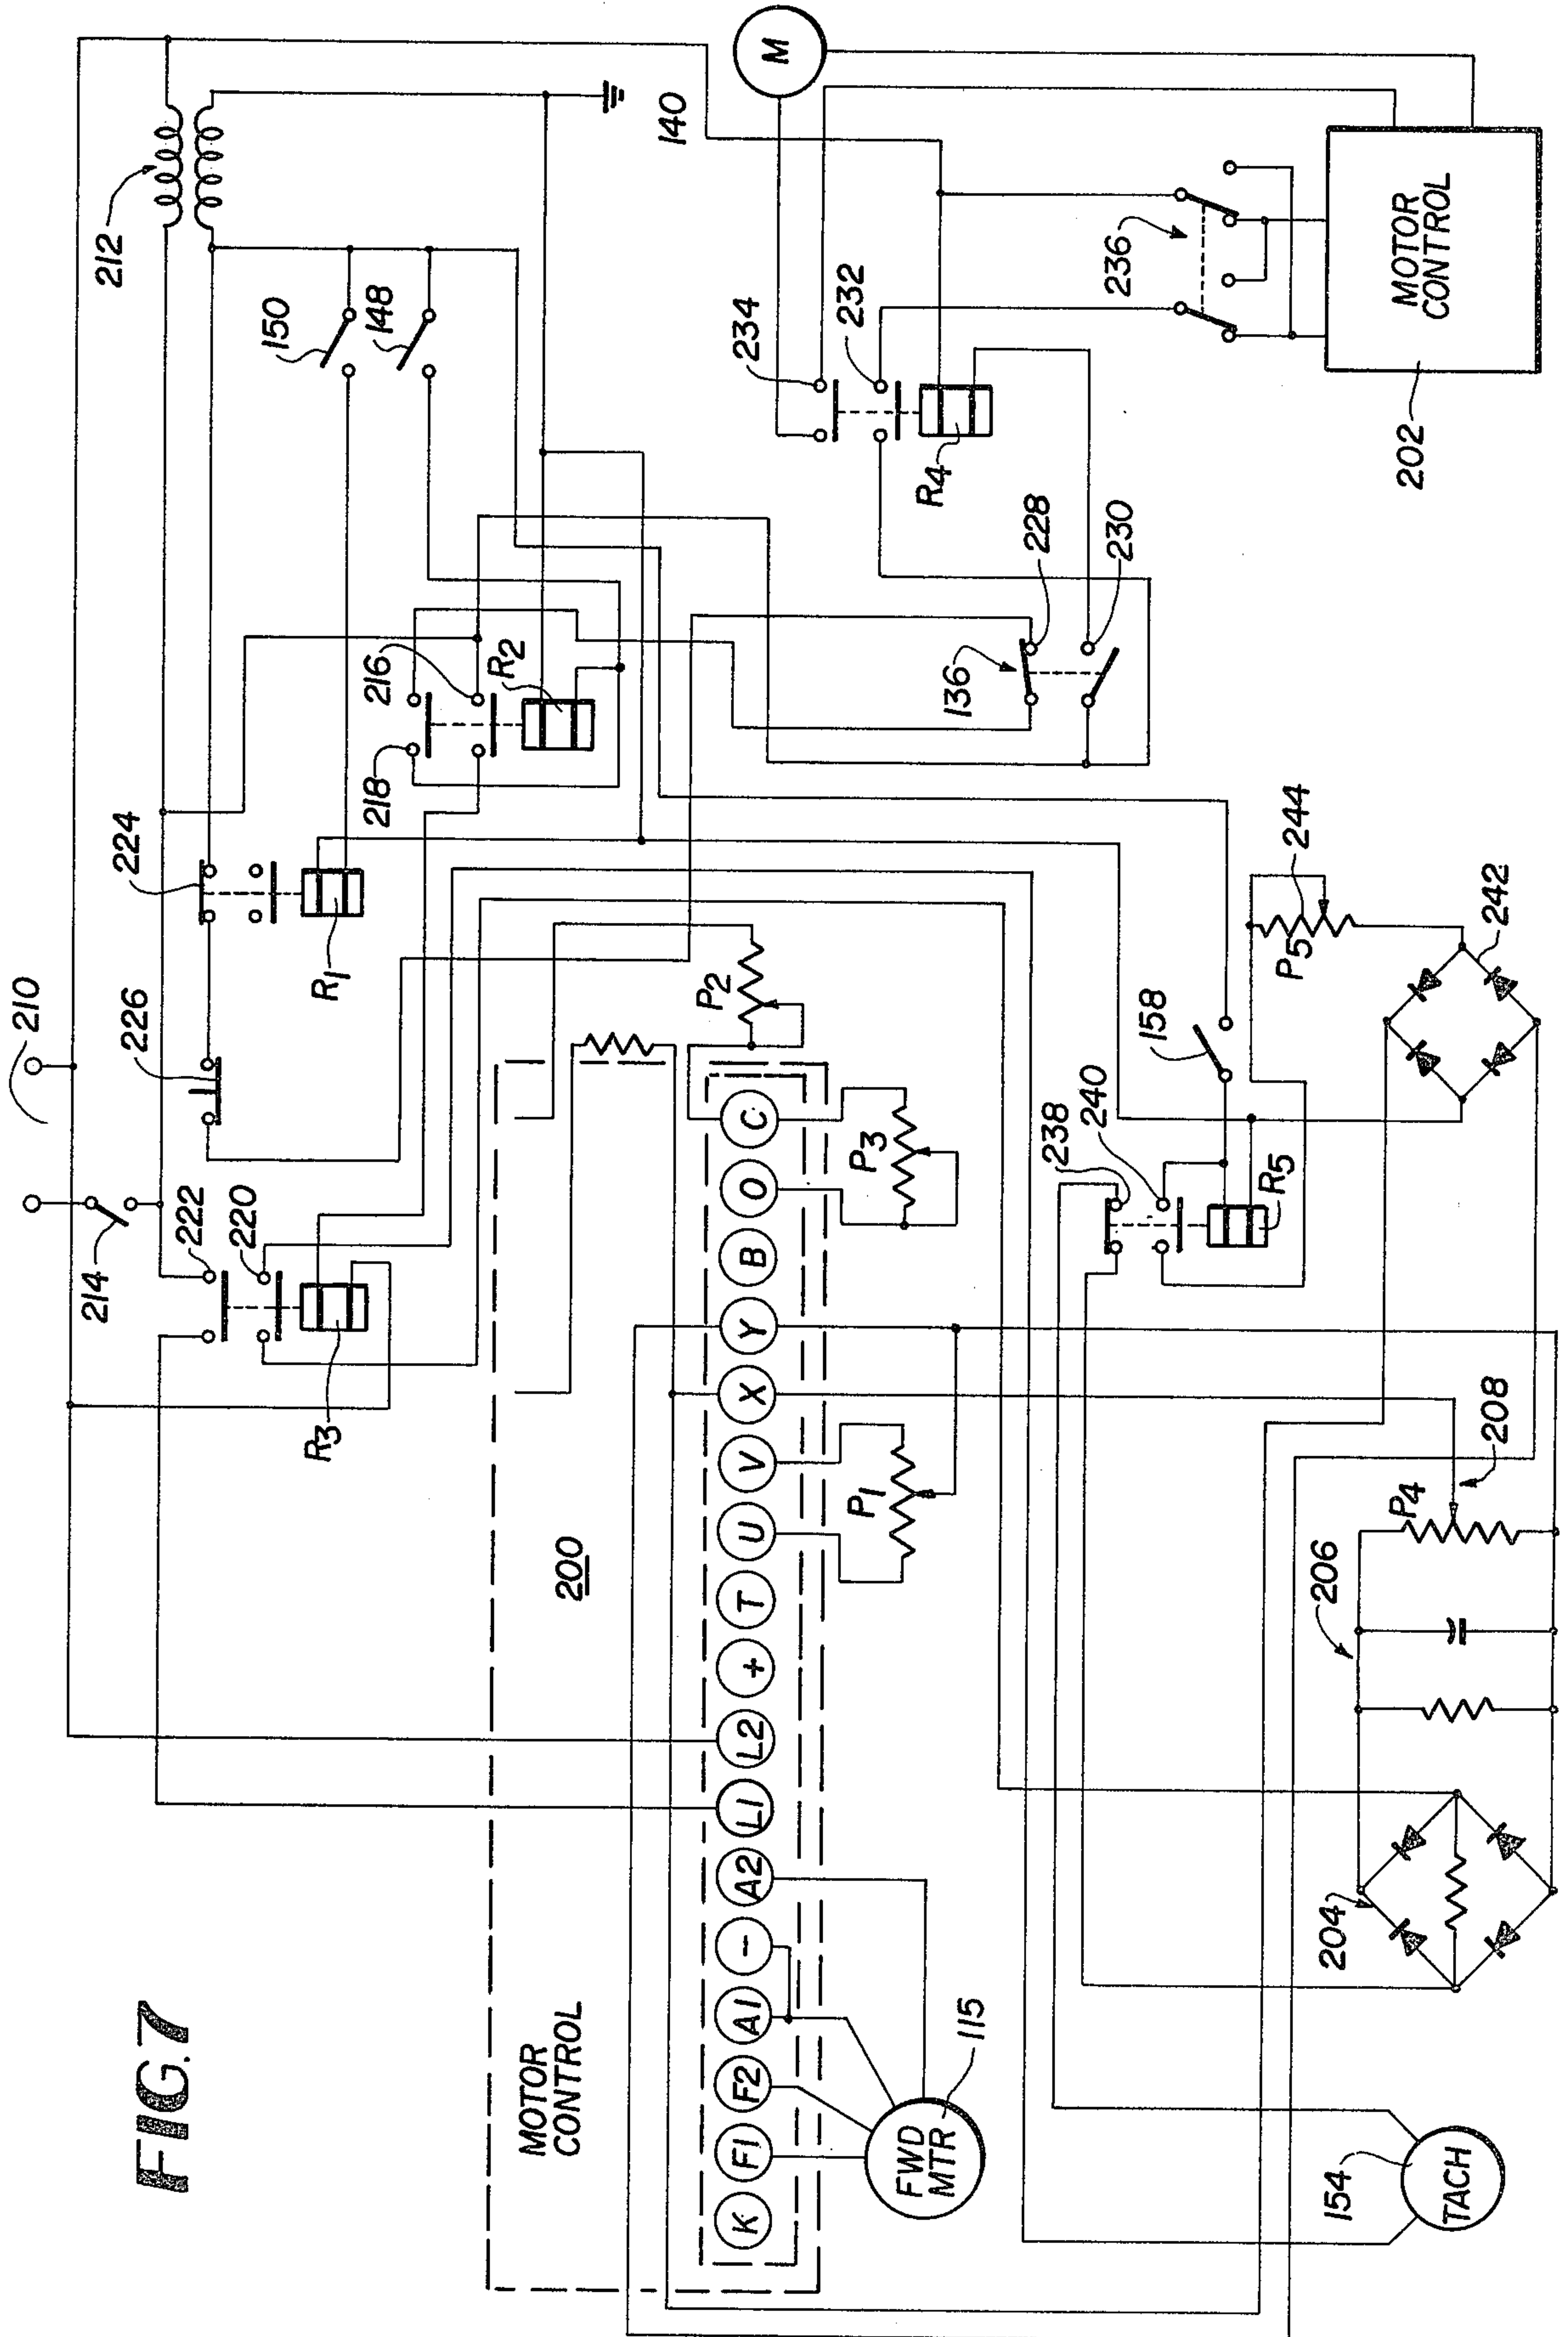 FIG. 7
210
212
214
222
220
R3
226
224
R1
150
148
218
216
R2
140
M
234
232
R4
236
MOTOR
CONTROL
202
136
228
230
MOTOR
CONTROL
200
P2
K
F1
F2
A1
−
A2
L1
L2
+
T
U
V
X
Y
B
O
C
P1
P3
FWD
MTR
115
158
238
240
R5
P5
244
242
154
TACH
204
206
P4
208